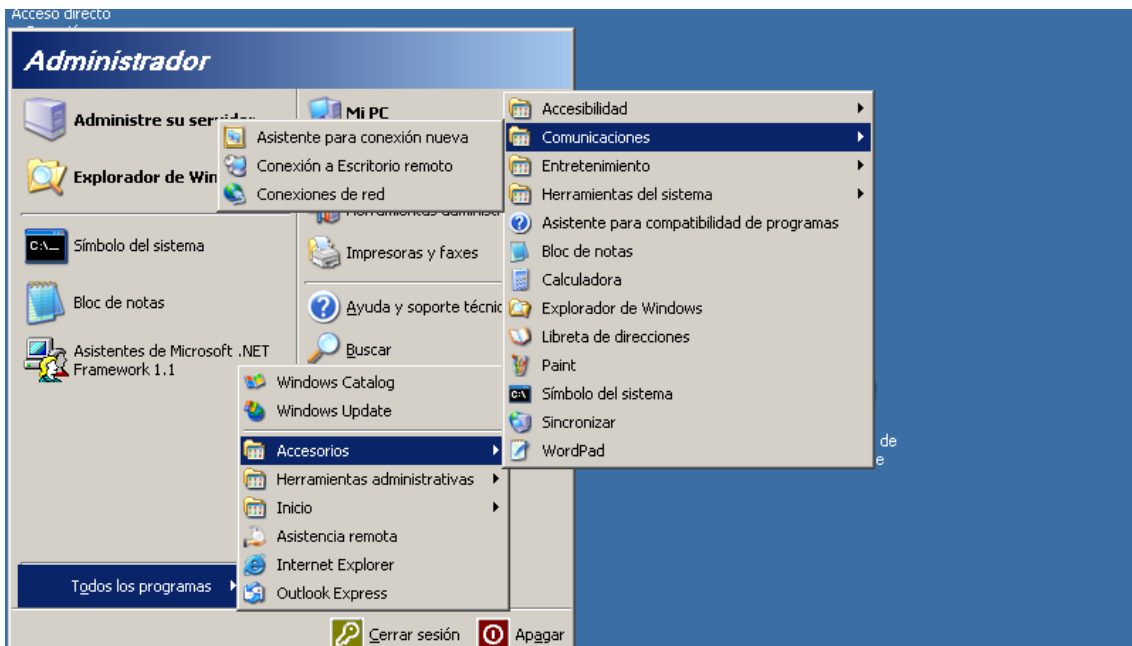 Acceso directo
Administrador
Administre su servidor
Explorador de Win
Símbolo del sistema
Bloc de notas
Asistentes de Microsoft .NET
Framework 1.1
Todos los programas
Mi PC
Impresoras y faxes
Ayuda y soporte técnic
Buscar
Asistente para conexión nueva
Conexión a Escritorio remoto
Conexiones de red
Windows Catalog
Windows Update
Accesorios
Herramientas administrativas
Inicio
Asistencia remota
Internet Explorer
Outlook Express
Accesibilidad
Comunicaciones
Entretenimiento
Herramientas del sistema
Asistente para compatibilidad de programas
Bloc de notas
Calculadora
Explorador de Windows
Libreta de direcciones
Paint
Símbolo del sistema
Sincronizar
WordPad
de
e
Cerrar sesión
Apagar